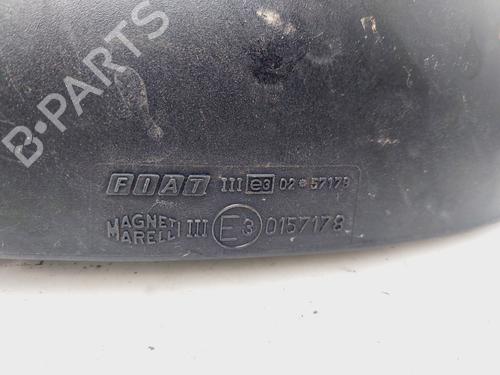 B-PARTS
FIAT III e3 02*57178
MAGNETI MARELLI III E3 0157178